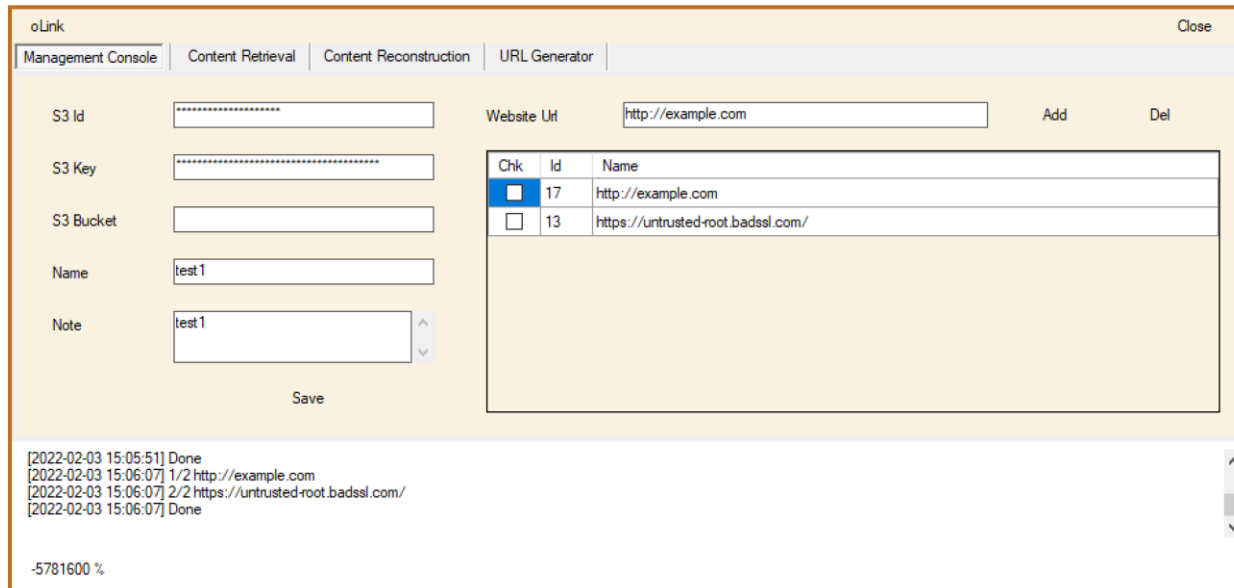 oLink Close
Management Console Content Retrieval Content Reconstruction URL Generator
S3 Id ********************
Website Url http://example.com Add Del
S3 Key ****************************************
S3 Bucket
Name test1
Note test1
Save
Chk Id Name
17 http://example.com
13 https://untrusted-root.badssl.com/
[2022-02-03 15:05:51] Done
[2022-02-03 15:06:07] 1/2 http://example.com
[2022-02-03 15:06:07] 2/2 https://untrusted-root.badssl.com/
[2022-02-03 15:06:07] Done
-5781600 %